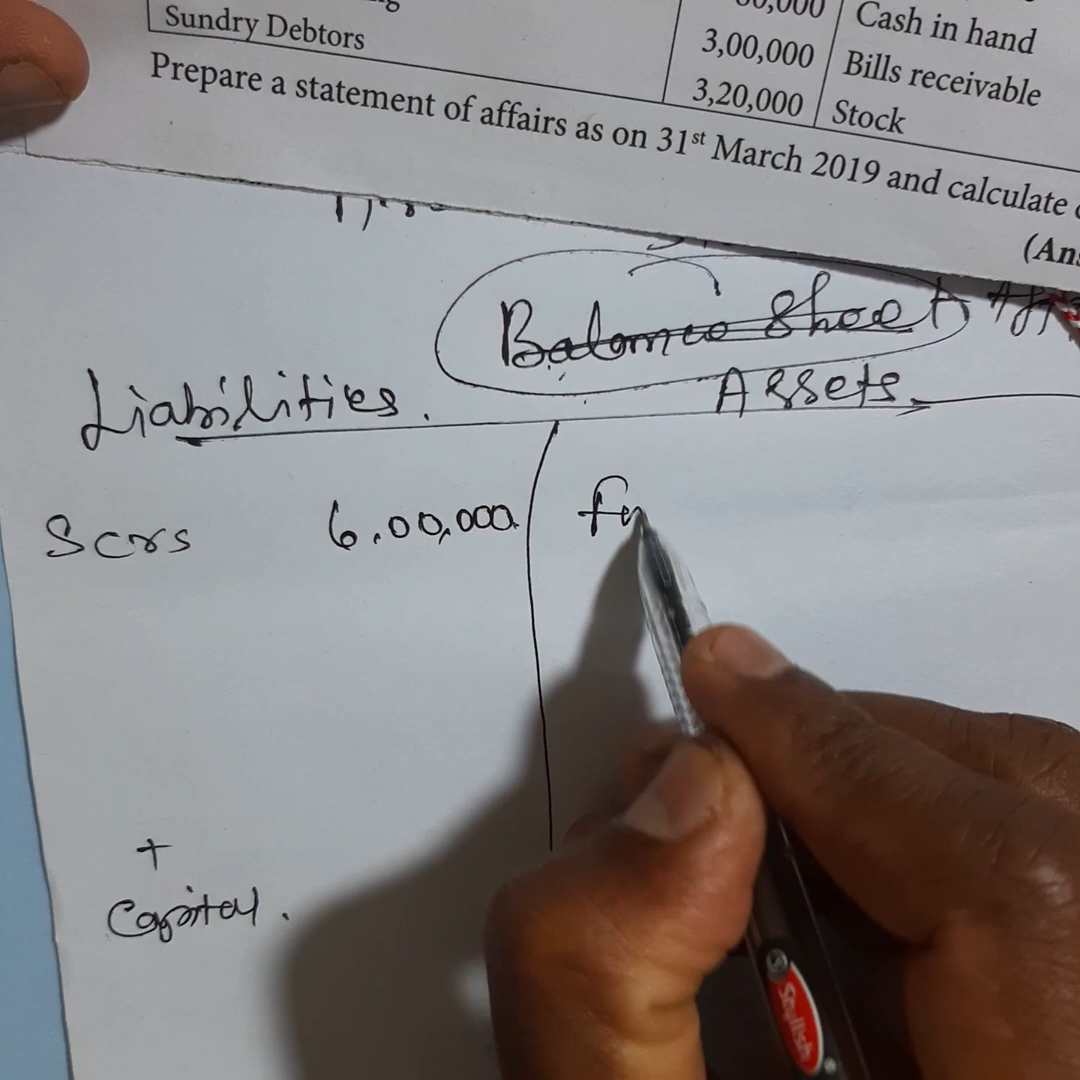 Cash in hand
Sundry Debtors 3,00,000 Bills receivable
3,20,000 Stock
Prepare a statement of affairs as on 31st March 2019 and calculate
(Ans
Balance Sheet
Liabilities. Assets
Scrs 6,00,000
+
Capital.
Stylish